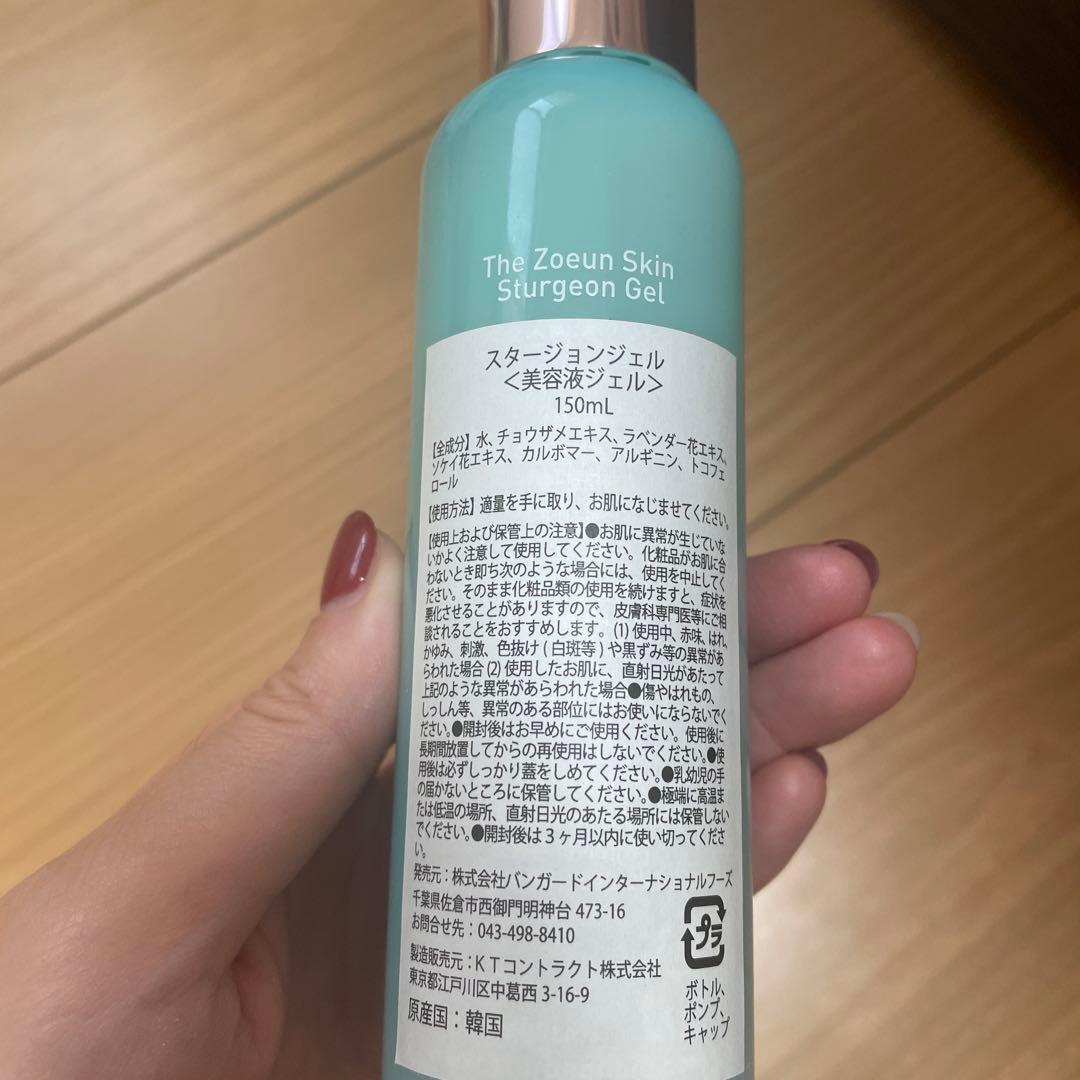 The Zoeun Skin
Sturgeon Gel
スタージョンジェル
＜美容液ジェル＞
150mL
【全成分】水、チョウザメエキス、ラベンダー花エキス、
ソケイ花エキス、カルボマー、アルギニン、トコフェ
ロール
【使用方法】適量を手に取り、お肌になじませてください。
【使用上および保管上の注意】●お肌に異常が生じていな
いかよく注意して使用してください。化粧品がお肌に合
わないとき即ち次のような場合には、使用を中止してく
ださい。そのまま化粧品類の使用を続けますと、症状を
悪化させることがありますので、皮膚科専門医等にご相
談されることをおすすめします。(1) 使用中、赤味、はれ、
かゆみ、刺激、色抜け ( 白斑等 ) や黒ずみ等の異常があ
らわれた場合 (2) 使用したお肌に、直射日光があたって
上記のような異常があらわれた場合●傷やはれもの、
しっしん等、異常のある部位にはお使いにならないでく
ださい。●開封後はお早めにご使用ください。使用後に
長期間放置してからの再使用はしないでください。●使
用後は必ずしっかり蓋をしめてください。●乳幼児の手
の届かないところに保管してください。●極端に高温ま
たは低温の場所、直射日光のあたる場所には保管しない
でください。●開封後は３ヶ月以内に使い切ってくださ
い。
発売元：株式会社バンガードインターナショナルフーズ
千葉県佐倉市西御門明神台 473-16
お問合せ先：043-498-8410
製造販売元：ＫＴコントラクト株式会社
東京都江戸川区中葛西 3-16-9
原産国：韓国
プラ
ボトル、
ポンプ、
キャップ